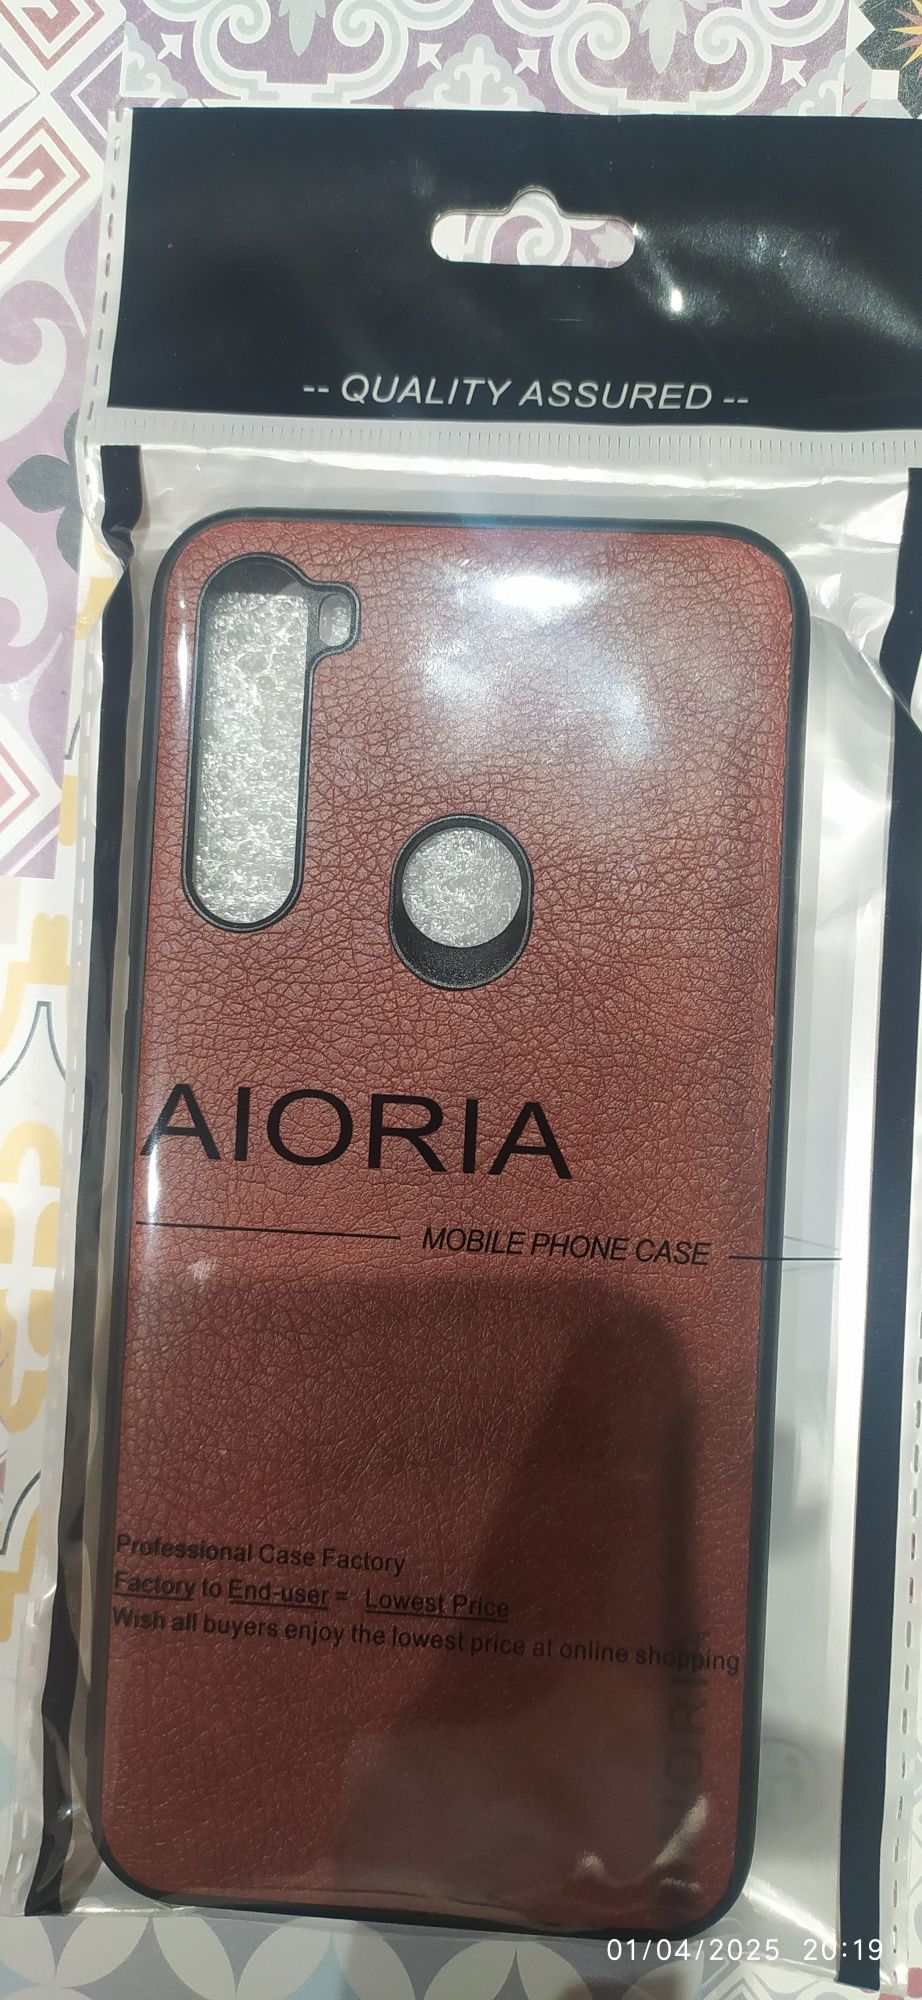 -- QUALITY ASSURED --
AIORIA
MOBILE PHONE CASE
Professional Case Factory
Factory to End-user = Lowest Price
Wish all buyers enjoy the lowest price at online shopping
AIORIA
01/04/2025 20:19